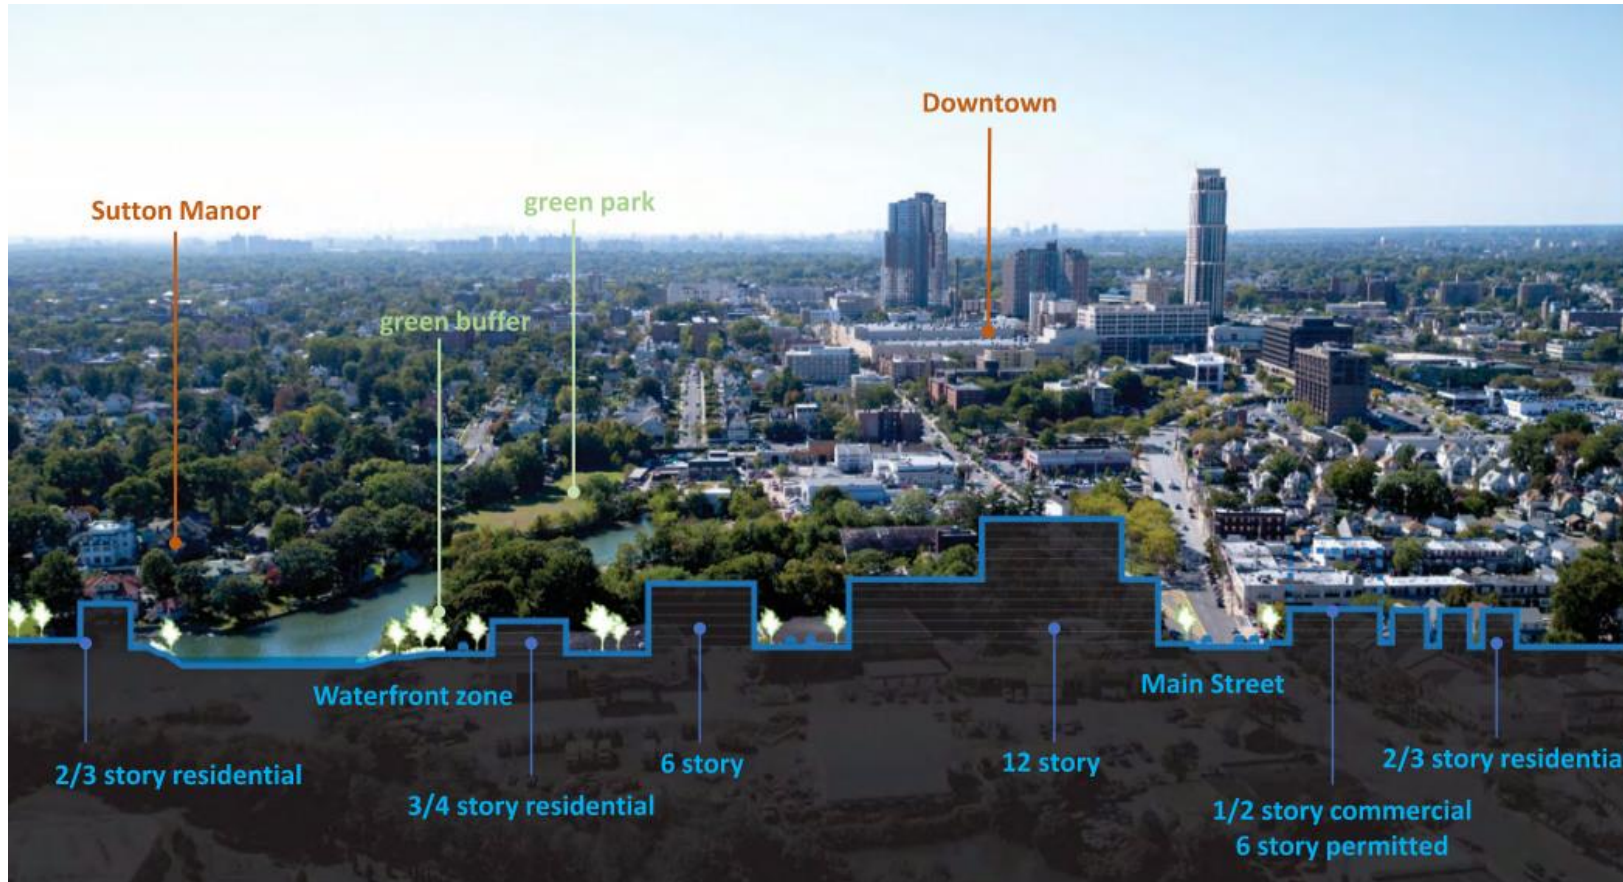 Downtown
green park
Sutton Manor
green buffer
Waterfront zone
Main Street
2/3 story residential
3/4 story residential
6 story
12 story
1/2 story commercial
6 story permitted
2/3 story residentia